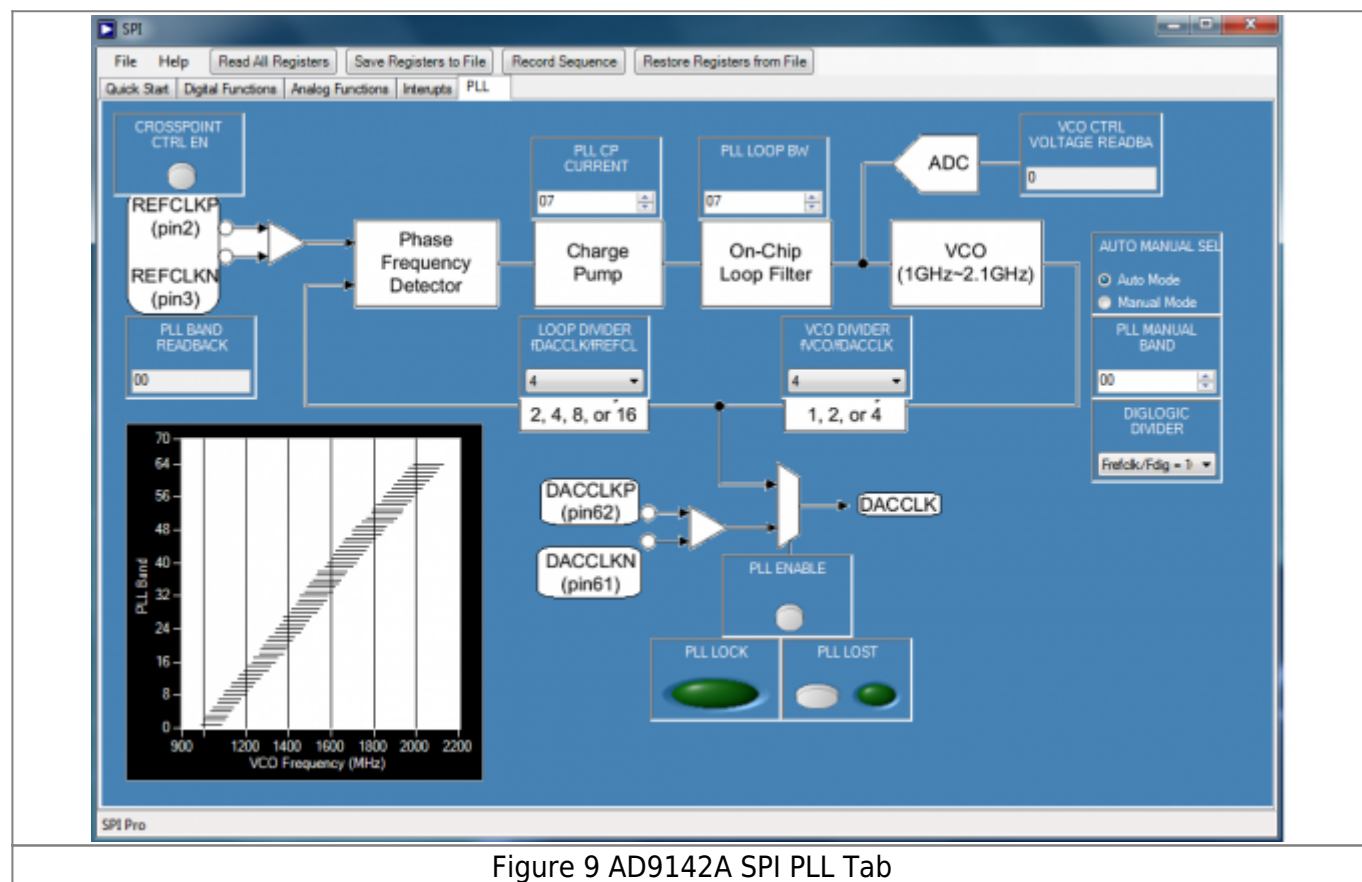 SPI
File Help Read All Registers Save Registers to File Record Sequence Restore Registers from File
Quick Start Digital Functions Analog Functions Interupts PLL
CROSSPOINT
CTRL EN
REFCLKP
(pin2)
REFCLKN
(pin3)
PLL BAND
READBACK
00
Phase
Frequency
Detector
PLL CP
CURRENT
07
Charge
Pump
PLL LOOP BW
07
On-Chip
Loop Filter
ADC
VCO CTRL
VOLTAGE READBA
0
VCO
(1GHz~2.1GHz)
AUTO MANUAL SEL
Auto Mode
Manual Mode
PLL MANUAL
BAND
00
DIGLOGIC
DIVIDER
Frefclk/Fdig = 1
LOOP DIVIDER
fDACCLK/fREFCL
4
2, 4, 8, or 16
VCO DIVIDER
fVCO/fDACCLK
4
1, 2, or 4
DACCLKP
(pin62)
DACCLKN
(pin61)
DACCLK
PLL ENABLE
PLL LOCK
PLL LOST
70
64
56
48
40
32
24
16
8
0
PLL Band
900 1200 1400 1600 1800 2000 2200
VCO Frequency (MHz)
SPI Pro
Figure 9 AD9142A SPI PLL Tab